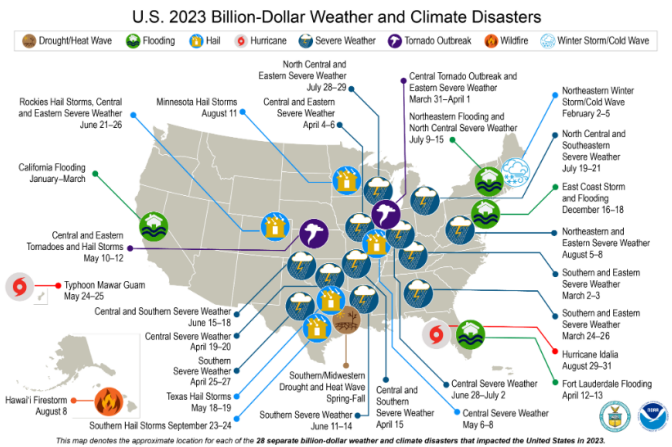 U.S. 2023 Billion-Dollar Weather and Climate Disasters
Drought/Heat Wave
Flooding
Hail
Hurricane
Severe Weather
Tornado Outbreak
Wildfire
Winter Storm/Cold Wave
North Central and
Eastern Severe Weather
July 28–29
Central Tornado Outbreak and
Eastern Severe Weather
March 31–April 1
Northeastern Winter
Storm/Cold Wave
February 2–5
Rockies Hail Storms, Central
and Eastern Severe Weather
June 21–26
Minnesota Hail Storms
August 11
Central and Eastern
Severe Weather
April 4–6
Northeastern Flooding and
North Central Severe Weather
July 9–15
North Central and
Southeastern
Severe Weather
July 19–21
California Flooding
January–March
East Coast Storm
and Flooding
December 16–18
Central and Eastern
Tornadoes and Hail Storms
May 10–12
Northeastern and
Eastern Severe Weather
August 5–8
Southern and Eastern
Severe Weather
March 2–3
Typhoon Mawar Guam
May 24–25
Central and Southern Severe Weather
June 15–18
Southern and Eastern
Severe Weather
March 24–26
Central Severe Weather
April 19–20
Hurricane Idalia
August 29–31
Southern
Severe Weather
April 25–27
Fort Lauderdale Flooding
April 12–13
Texas Hail Storms
May 18–19
Southern/Midwestern
Drought and Heat Wave
Spring-Fall
Central and
Southern
Severe Weather
April 15
Central Severe Weather
June 28–July 2
Hawai'i Firestorm
August 8
Southern Hail Storms September 23–24
Southern Severe Weather
June 11–14
Central Severe Weather
May 6–8
NOAA
This map denotes the approximate location for each of the 28 separate billion-dollar weather and climate disasters that impacted the United States in 2023.